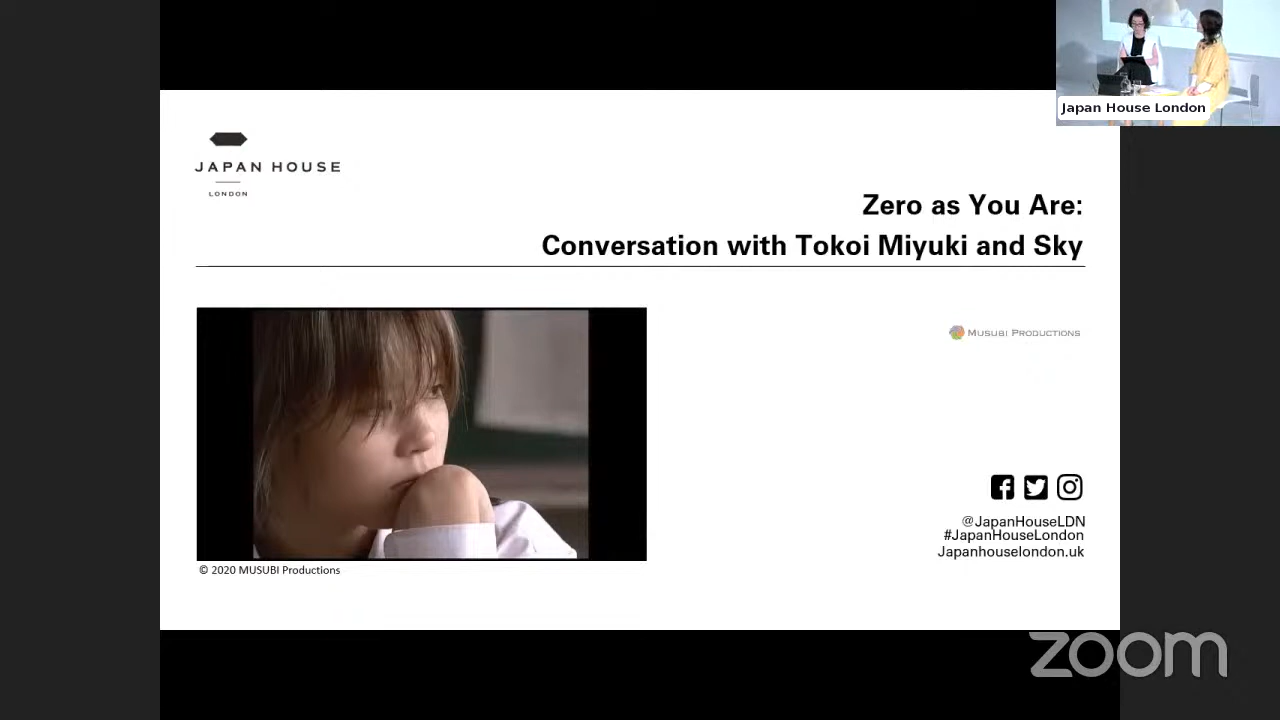 Japan House London
JAPAN HOUSE
LONDON
Zero as You Are:
Conversation with Tokoi Miyuki and Sky
MUSUBI PRODUCTIONS
@JapanHouseLDN
#JapanHouseLondon
Japanhouselondon.uk
© 2020 MUSUBI Productions
zoom